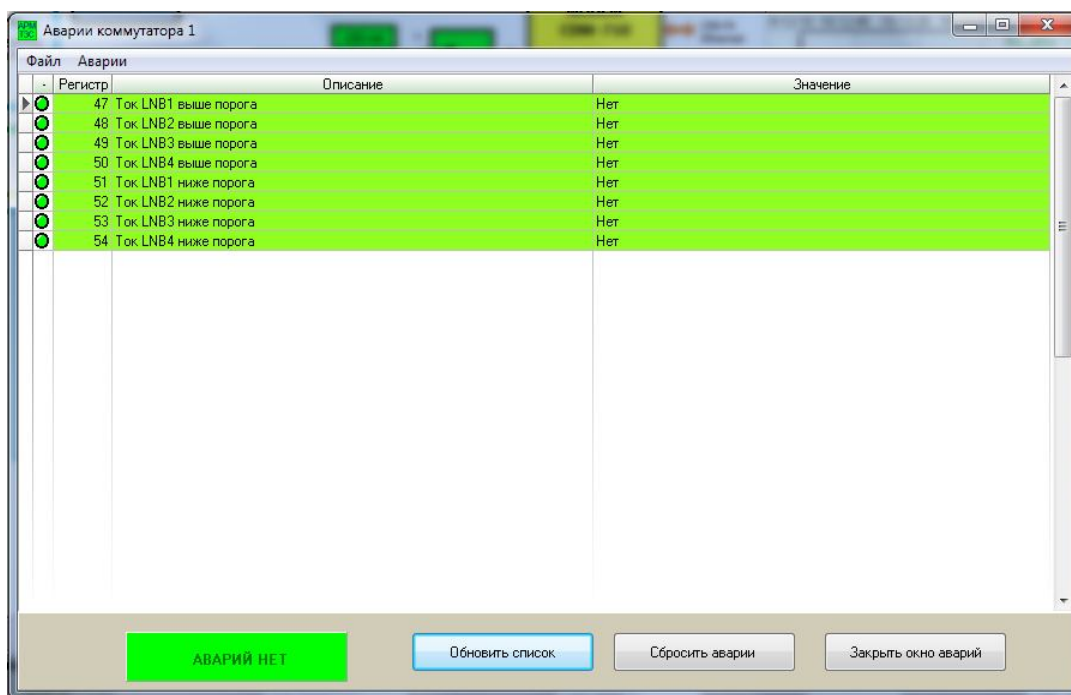 АРМ
ТЗС
Аварии коммутатора 1
Файл Аварии
- Регистр Описание Значение
47 Ток LNB1 выше порога Нет
48 Ток LNB2 выше порога Нет
49 Ток LNB3 выше порога Нет
50 Ток LNB4 выше порога Нет
51 Ток LNB1 ниже порога Нет
52 Ток LNB2 ниже порога Нет
53 Ток LNB3 ниже порога Нет
54 Ток LNB4 ниже порога Нет
АВАРИЙ НЕТ Обновить список Сбросить аварии Закрыть окно аварий